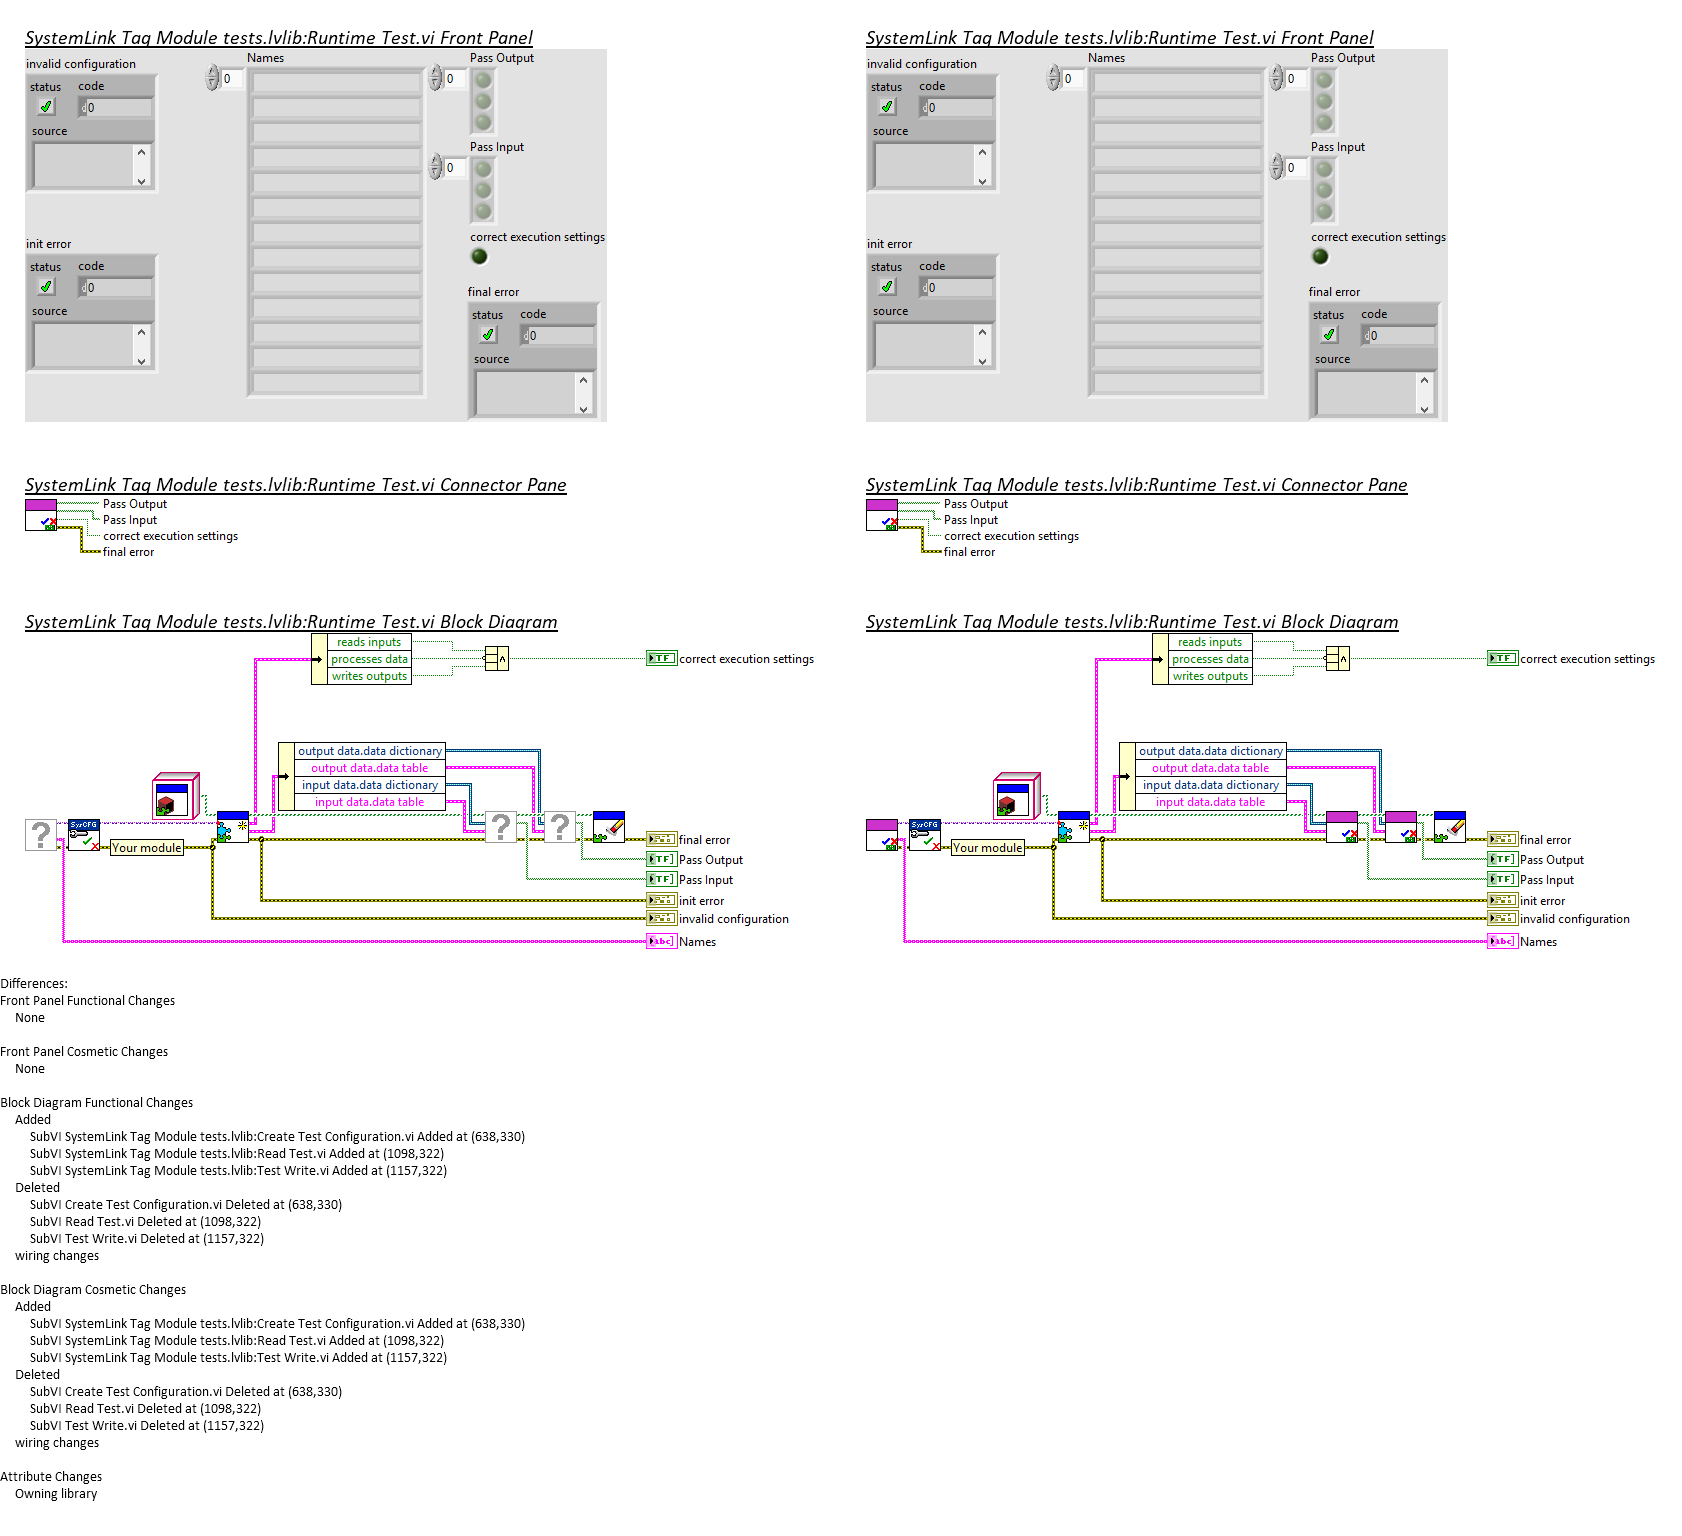 SystemLink Tag Module tests.lvlib:Runtime Test.vi Front Panel
invalid configuration
status
code
0
source
init error
status
code
0
source
0
Names
0
Pass Output
0
Pass Input
correct execution settings
final error
status
code
0
source
SystemLink Tag Module tests.lvlib:Runtime Test.vi Front Panel
invalid configuration
status
code
0
source
init error
status
code
0
source
0
Names
0
Pass Output
0
Pass Input
correct execution settings
final error
status
code
0
source
SystemLink Tag Module tests.lvlib:Runtime Test.vi Connector Pane
Pass Output
Pass Input
correct execution settings
final error
SystemLink Tag Module tests.lvlib:Runtime Test.vi Connector Pane
Pass Output
Pass Input
correct execution settings
final error
SystemLink Tag Module tests.lvlib:Runtime Test.vi Block Diagram
reads inputs
processes data
writes outputs
TF
correct execution settings
output data.data dictionary
output data.data table
input data.data dictionary
input data.data table
?
SysCFG
Your module
?
?
final error
TF
Pass Output
TF
Pass Input
init error
invalid configuration
abc
Names
SystemLink Tag Module tests.lvlib:Runtime Test.vi Block Diagram
reads inputs
processes data
writes outputs
TF
correct execution settings
output data.data dictionary
output data.data table
input data.data dictionary
input data.data table
SysCFG
Your module
final error
TF
Pass Output
TF
Pass Input
init error
invalid configuration
abc
Names
Differences:
Front Panel Functional Changes
None
Front Panel Cosmetic Changes
None
Block Diagram Functional Changes
Added
SubVI SystemLink Tag Module tests.lvlib:Create Test Configuration.vi Added at (638,330)
SubVI SystemLink Tag Module tests.lvlib:Read Test.vi Added at (1098,322)
SubVI SystemLink Tag Module tests.lvlib:Test Write.vi Added at (1157,322)
Deleted
SubVI Create Test Configuration.vi Deleted at (638,330)
SubVI Read Test.vi Deleted at (1098,322)
SubVI Test Write.vi Deleted at (1157,322)
wiring changes
Block Diagram Cosmetic Changes
Added
SubVI SystemLink Tag Module tests.lvlib:Create Test Configuration.vi Added at (638,330)
SubVI SystemLink Tag Module tests.lvlib:Read Test.vi Added at (1098,322)
SubVI SystemLink Tag Module tests.lvlib:Test Write.vi Added at (1157,322)
Deleted
SubVI Create Test Configuration.vi Deleted at (638,330)
SubVI Read Test.vi Deleted at (1098,322)
SubVI Test Write.vi Deleted at (1157,322)
wiring changes
Attribute Changes
Owning library